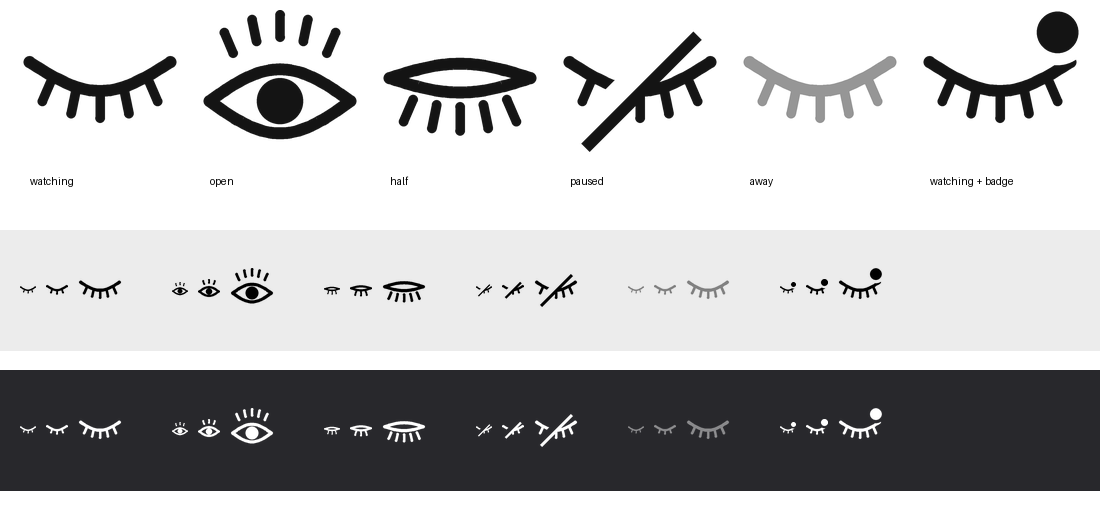 watching
open
half
paused
away
watching + badge